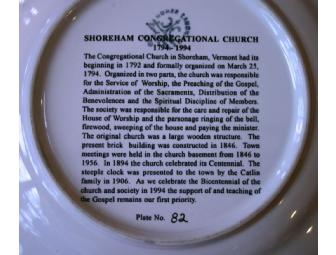 SHOREHAM CONGREGATIONAL CHURCH
1794-1994
The Congregational Church in Shoreham, Vermont had its
beginning in 1792 and formally organized on March 25,
1794. Organized in two parts, the church was responsible
for the Service of Worship, the Preaching of the Gospel,
Administration of the Sacraments, Distribution of the
Benevolences and the Spiritual Discipline of Members.
The society was responsible for the care and repair of the
House of Worship and the parsonage ringing of the bell,
firewood, sweeping of the house and paying the minister.
The original church was a large wooden structure. The
present brick building was constructed in 1846. Town
meetings were held in the church basement from 1846 to
1956. In 1894 the church celebrated its Centennial. The
steeple clock was presented to the town by the Catlin
family in 1906. As we celebrate the Bicentennial of the
church and society in 1994 the support of and teaching of
the Gospel remains our first priority.
Plate No. 82